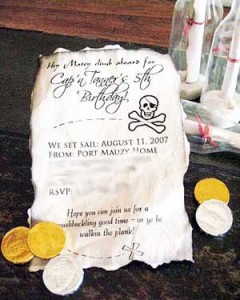 Hey Matey climb aboard for
Cap'n Tanner's 5th
Birthday!
We set sail: August 11, 2007
From: Port Mauzy Home
RSVP:
Hope you can join us for a
swashbuckling good time - or ye be
walkin the plank!